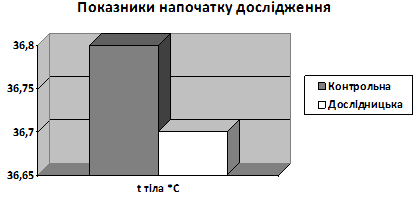 Показники напочатку дослідження
36,8
36,75
36,7
36,65
t тіла *С
Контрольна
Дослідницька